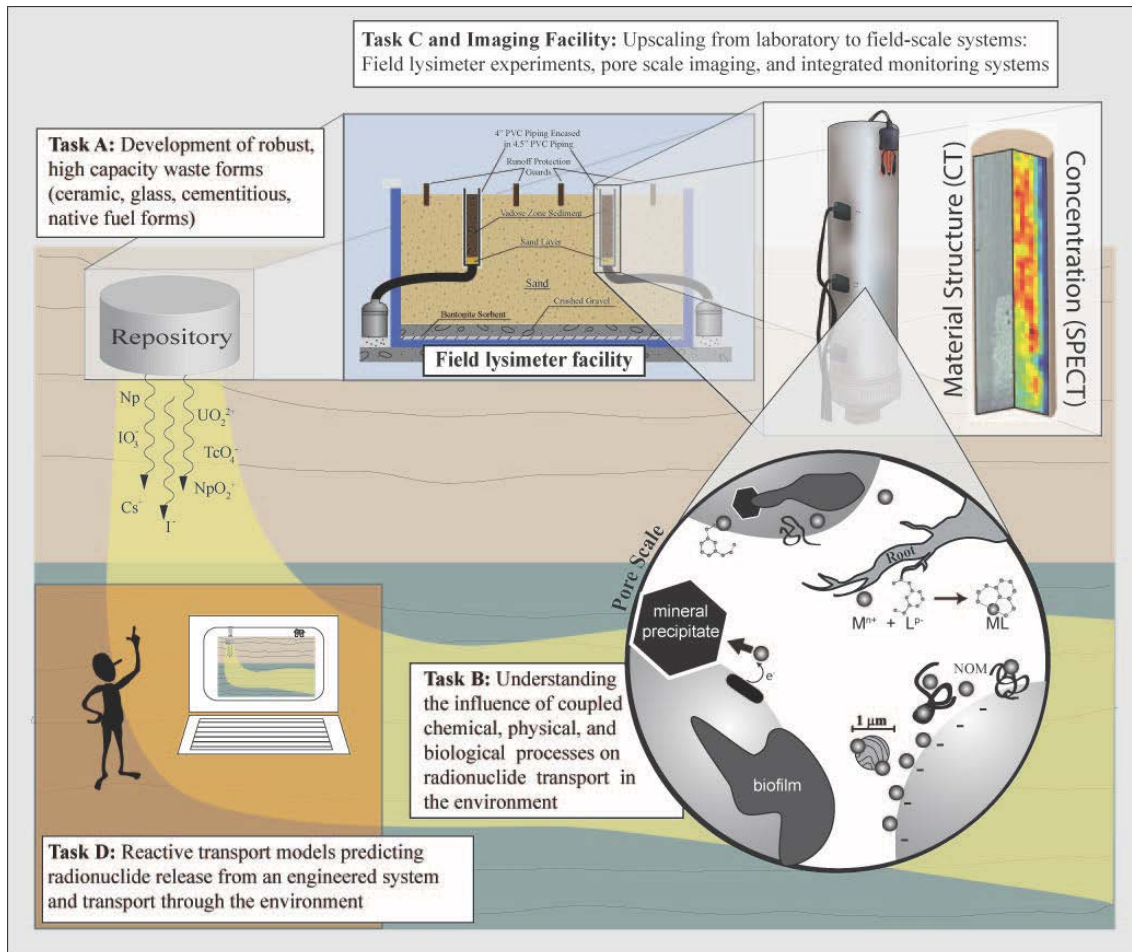 Task C and Imaging Facility: Upscaling from laboratory to field-scale systems:
Field lysimeter experiments, pore scale imaging, and integrated monitoring systems
Task A: Development of robust,
high capacity waste forms
(ceramic, glass, cementitious,
native fuel forms)
4" PVC Piping Encased
in 4.5" PVC Piping
Runoff Protection
Guards
Vadose Zone Sediment
Sand Layer
Sand
Crushed Gravel
Bentonite Sorbent
Field lysimeter facility
Material Structure (CT)
Concentration (SPECT)
Repository
Np
UO₂²⁺
IO₃⁻
TcO₄⁻
NpO₂⁺
Cs⁺
I⁻
Pore Scale
Root
mineral
precipitate
Mⁿ⁺ + Lᵖ⁻
ML
e⁻
NOM
1 µm
biofilm
Task B: Understanding
the influence of coupled
chemical, physical, and
biological processes on
radionuclide transport in
the environment
Task D: Reactive transport models predicting
radionuclide release from an engineered system
and transport through the environment